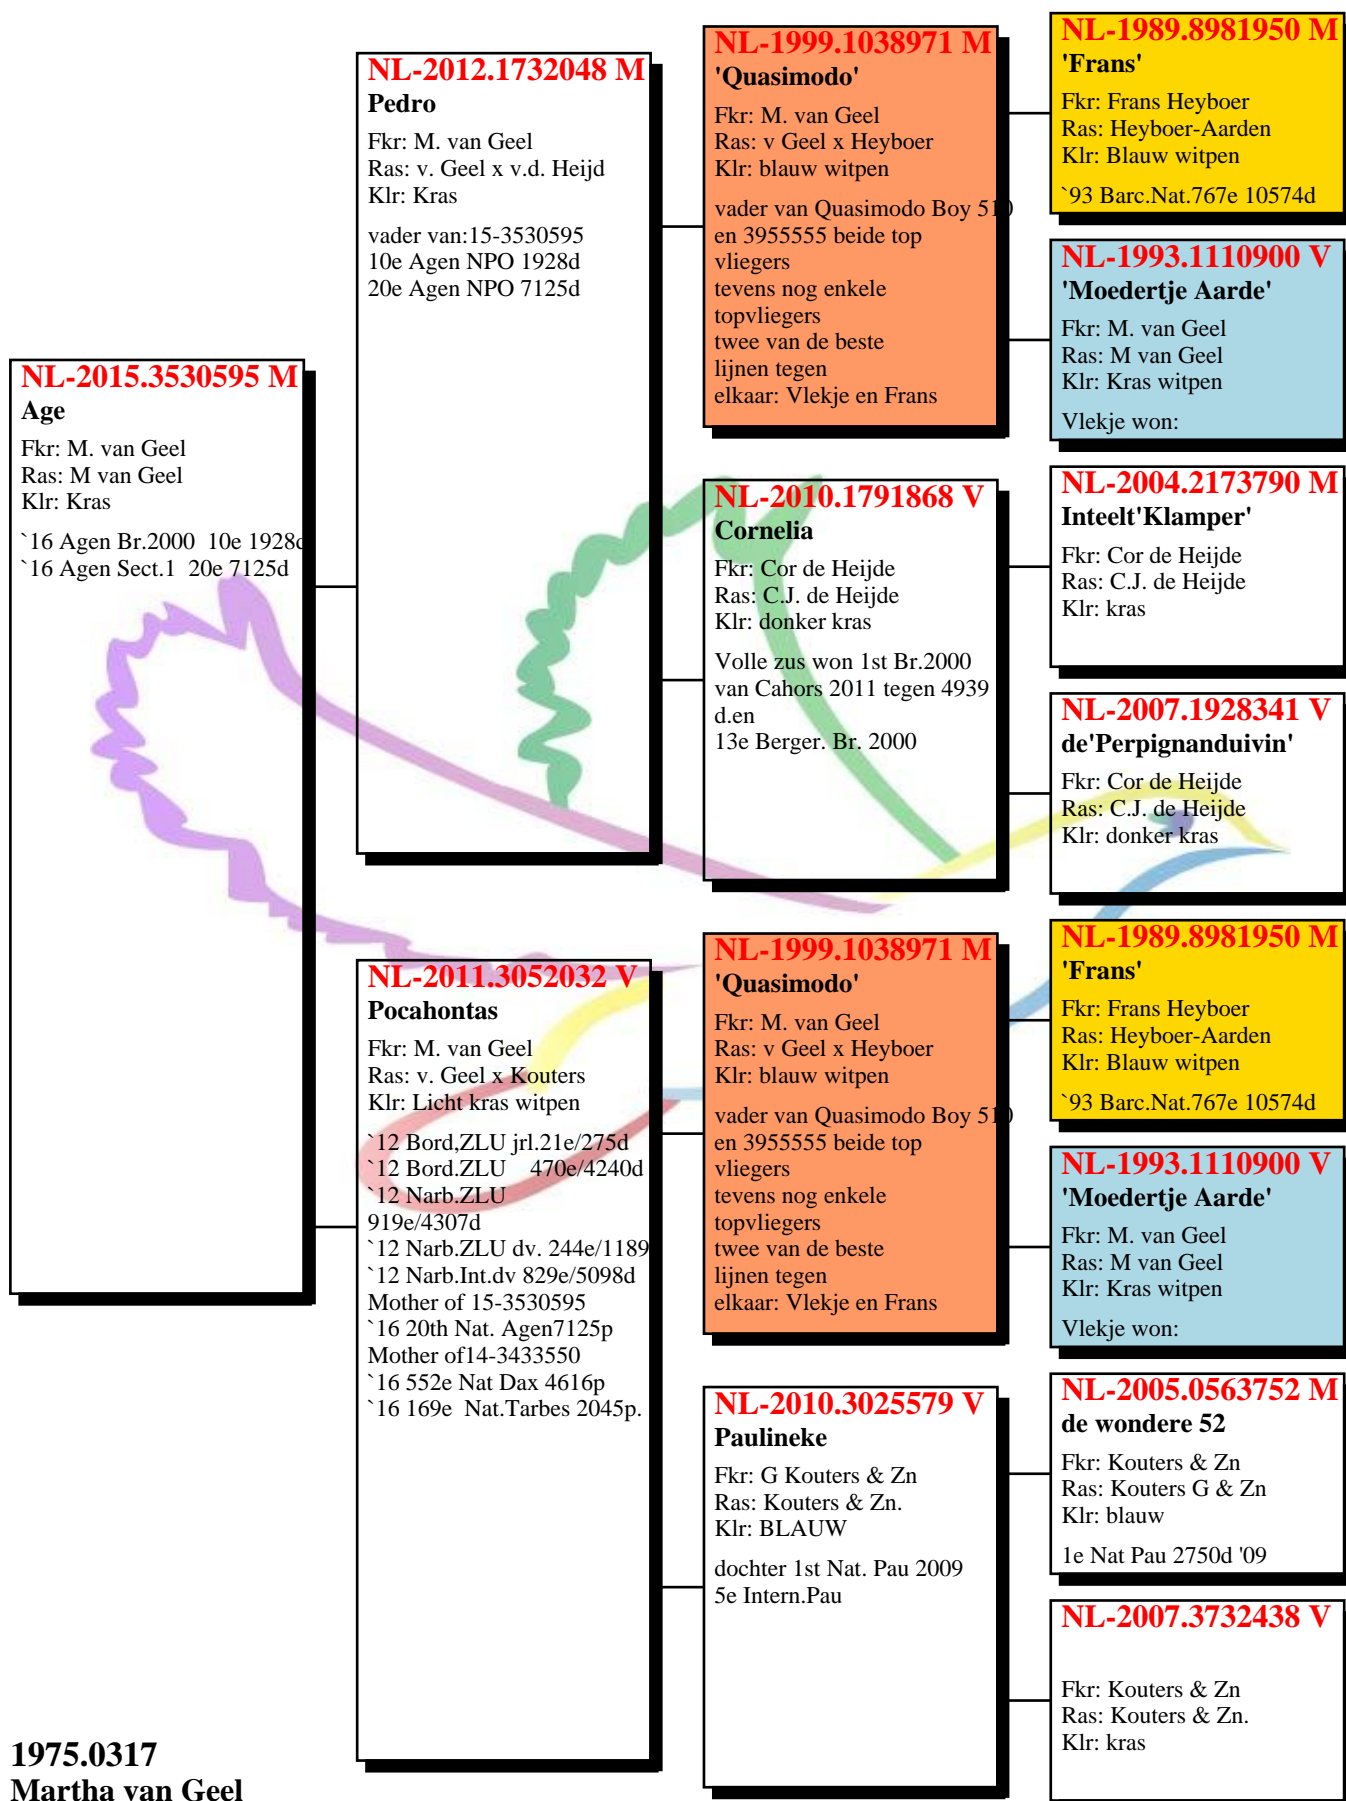 NL-2015.3530595 M
Age
Fkr: M. van Geel
Ras: M van Geel
Klr: Kras
`16 Agen Br.2000  10e 1928d
`16 Agen Sect.1  20e 7125d
NL-2012.1732048 M
Pedro
Fkr: M. van Geel
Ras: v. Geel x v.d. Heijd
Klr: Kras
vader van:15-3530595
10e Agen NPO 1928d
20e Agen NPO 7125d
NL-2011.3052032 V
Pocahontas
Fkr: M. van Geel
Ras: v. Geel x Kouters
Klr: Licht kras witpen
`12 Bord,ZLU jrl.21e/275d
`12 Bord.ZLU    470e/4240d
`12 Narb.ZLU
919e/4307d
`12 Narb.ZLU dv. 244e/1189
`12 Narb.Int.dv 829e/5098d
Mother of 15-3530595
`16 20th Nat. Agen7125p
Mother of14-3433550
`16 552e Nat Dax 4616p
`16 169e  Nat.Tarbes 2045p.
NL-1999.1038971 M
'Quasimodo'
Fkr: M. van Geel
Ras: v Geel x Heyboer
Klr: blauw witpen
vader van Quasimodo Boy 510
en 3955555 beide top
vliegers
tevens nog enkele
topvliegers
twee van de beste
lijnen tegen
elkaar: Vlekje en Frans
NL-2010.1791868 V
Cornelia
Fkr: Cor de Heijde
Ras: C.J. de Heijde
Klr: donker kras
Volle zus won 1st Br.2000
van Cahors 2011 tegen 4939
d.en
13e Berger. Br. 2000
NL-1999.1038971 M
'Quasimodo'
Fkr: M. van Geel
Ras: v Geel x Heyboer
Klr: blauw witpen
vader van Quasimodo Boy 510
en 3955555 beide top
vliegers
tevens nog enkele
topvliegers
twee van de beste
lijnen tegen
elkaar: Vlekje en Frans
NL-2010.3025579 V
Paulineke
Fkr: G Kouters & Zn
Ras: Kouters & Zn.
Klr: BLAUW
dochter 1st Nat. Pau 2009
5e Intern.Pau
NL-1989.8981950 M
'Frans'
Fkr: Frans Heyboer
Ras: Heyboer-Aarden
Klr: Blauw witpen
`93 Barc.Nat.767e 10574d
NL-1993.1110900 V
'Moedertje Aarde'
Fkr: M. van Geel
Ras: M van Geel
Klr: Kras witpen
Vlekje won:
NL-2004.2173790 M
Inteelt'Klamper'
Fkr: Cor de Heijde
Ras: C.J. de Heijde
Klr: kras
NL-2007.1928341 V
de'Perpignanduivin'
Fkr: Cor de Heijde
Ras: C.J. de Heijde
Klr: donker kras
NL-1989.8981950 M
'Frans'
Fkr: Frans Heyboer
Ras: Heyboer-Aarden
Klr: Blauw witpen
`93 Barc.Nat.767e 10574d
NL-1993.1110900 V
'Moedertje Aarde'
Fkr: M. van Geel
Ras: M van Geel
Klr: Kras witpen
Vlekje won:
NL-2005.0563752 M
de wondere 52
Fkr: Kouters & Zn
Ras: Kouters G & Zn
Klr: blauw
1e Nat Pau 2750d '09
NL-2007.3732438 V
Fkr: Kouters & Zn
Ras: Kouters & Zn.
Klr: kras
1975.0317
Martha van Geel